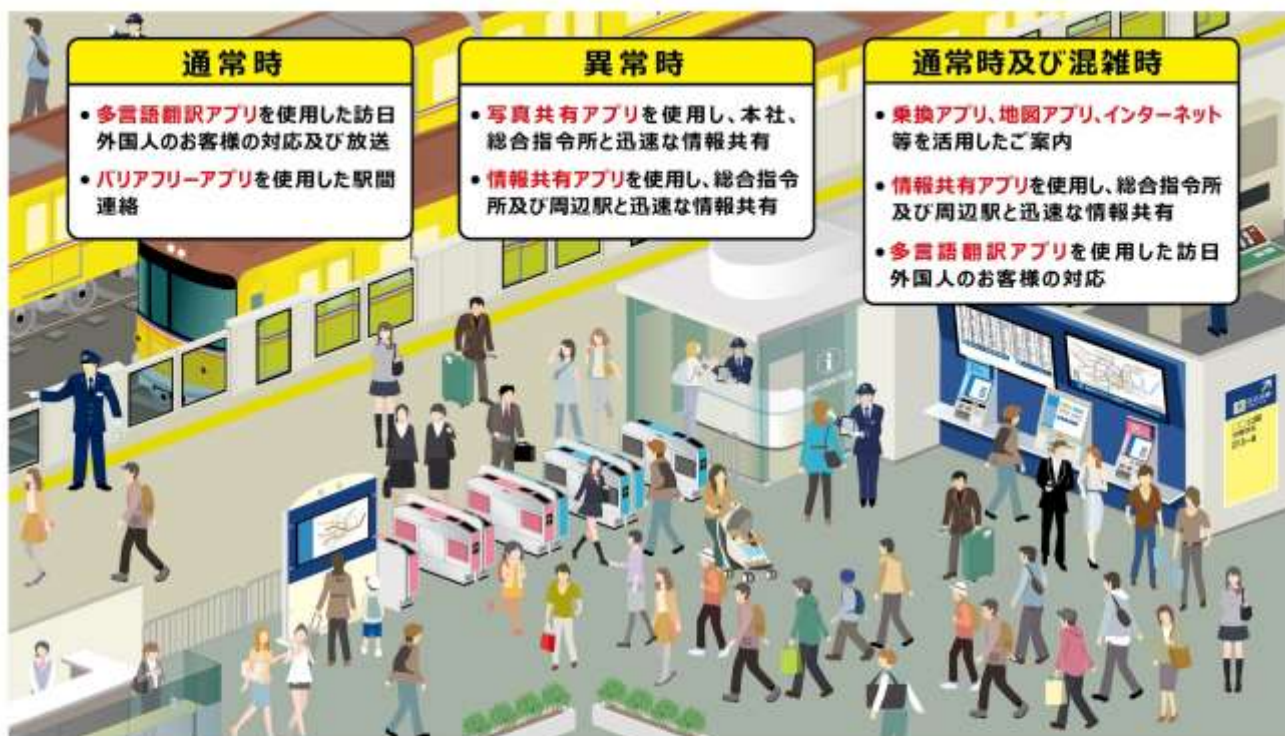 通常時
• 多言語翻訳アプリを使用した訪日
外国人のお客様の対応及び放送
• バリアフリーアプリを使用した駅間
連絡
異常時
• 写真共有アプリを使用し、本社、
総合指令所と迅速な情報共有
• 情報共有アプリを使用し、総合指令
所及び周辺駅と迅速な情報共有
通常時及び混雑時
• 乗換アプリ、地図アプリ、インターネット
等を活用したご案内
• 情報共有アプリを使用し、総合指令所
及び周辺駅と迅速な情報共有
• 多言語翻訳アプリを使用した訪日
外国人のお客様の対応
i